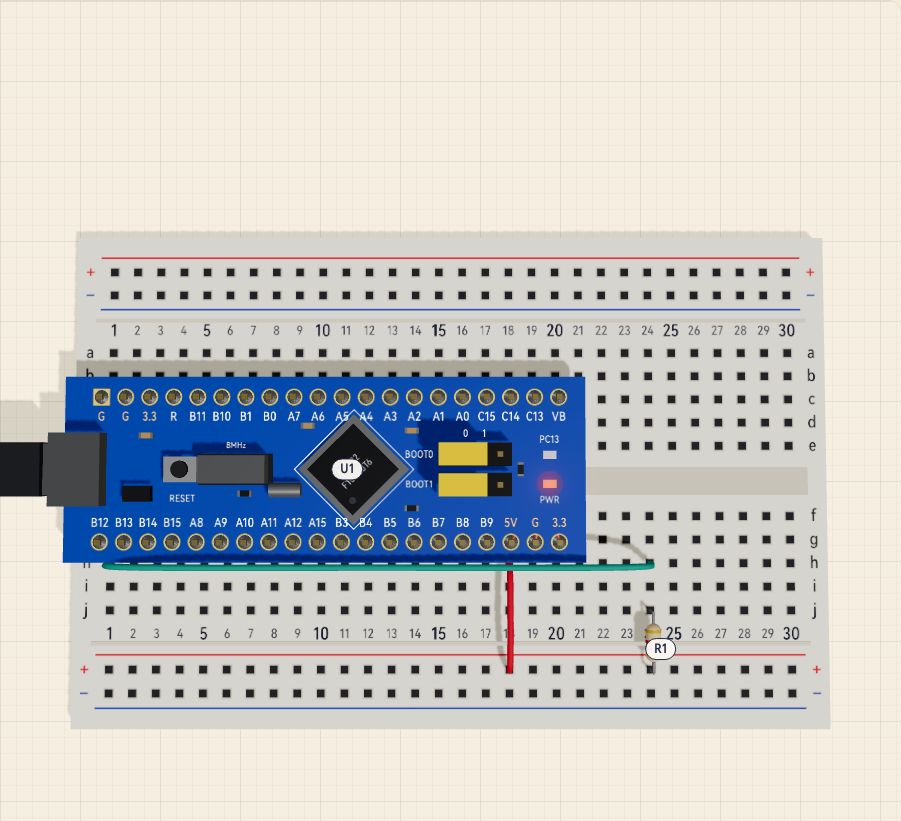 + +
− −
1 2 3 4 5 6 7 8 9 10 11 12 13 14 15 16 17 18 19 20 21 22 23 24 25 26 27 28 29 30
a a
b b
c
G G 3.3 R B11 B10 B1 B0 A7 A6 A5 A4 A3 A2 A1 A0 C15 C14 C13 VB
d
0 1
PC13
8MHz
e
BOOT0
U1
BOOT1
RESET
PWR
B12 B13 B14 B15 A8 A9 A10 A11 A12 A15 B3 B4 B5 B6 B7 B8 B9 5V G 3.3
f
g
h h
i i
j j
1 2 3 4 5 6 7 8 9 10 11 12 13 14 15 16 17 18 19 20 21 22 23 25 26 27 28 29 30
R1
+ +
− −